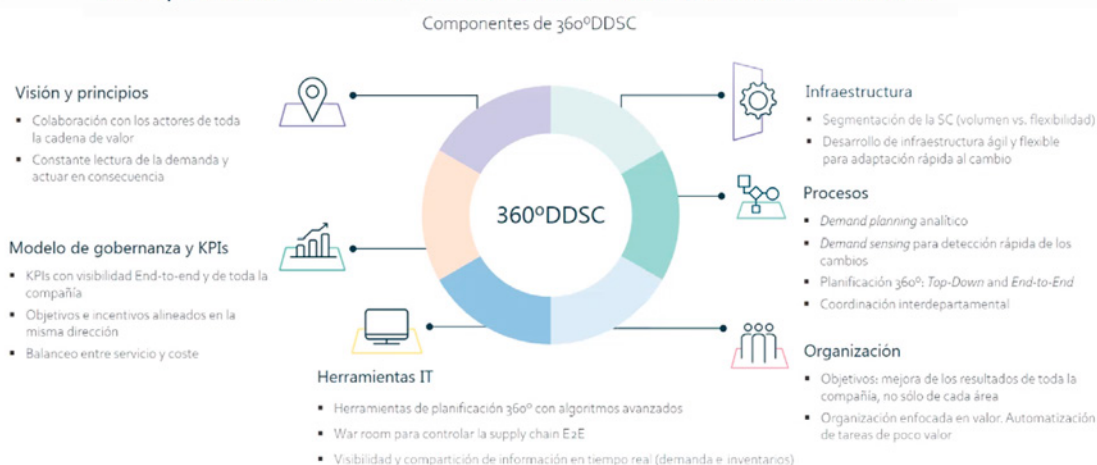 Componentes de 360ºDDSC
Visión y principios
▪ Colaboración con los actores de toda
la cadena de valor
▪ Constante lectura de la demanda y
actuar en consecuencia
Modelo de gobernanza y KPIs
▪ KPIs con visibilidad End-to-end y de toda la
compañía
▪ Objetivos e incentivos alineados en la
misma dirección
▪ Balanceo entre servicio y coste
Herramientas IT
▪ Herramientas de planificación 360º con algoritmos avanzados
▪ War room para controlar la supply chain E2E
▪ Visibilidad y compartición de información en tiempo real (demanda e inventarios)
360ºDDSC
Infraestructura
▪ Segmentación de la SC (volumen vs. flexibilidad)
▪ Desarrollo de infraestructura ágil y flexible
para adaptación rápida al cambio
Procesos
▪ Demand planning analítico
▪ Demand sensing para detección rápida de los
cambios
▪ Planificación 360º: Top-Down and End-to-End
▪ Coordinación interdepartamental
Organización
▪ Objetivos: mejora de los resultados de toda la
compañía, no sólo de cada área
▪ Organización enfocada en valor. Automatización
de tareas de poco valor